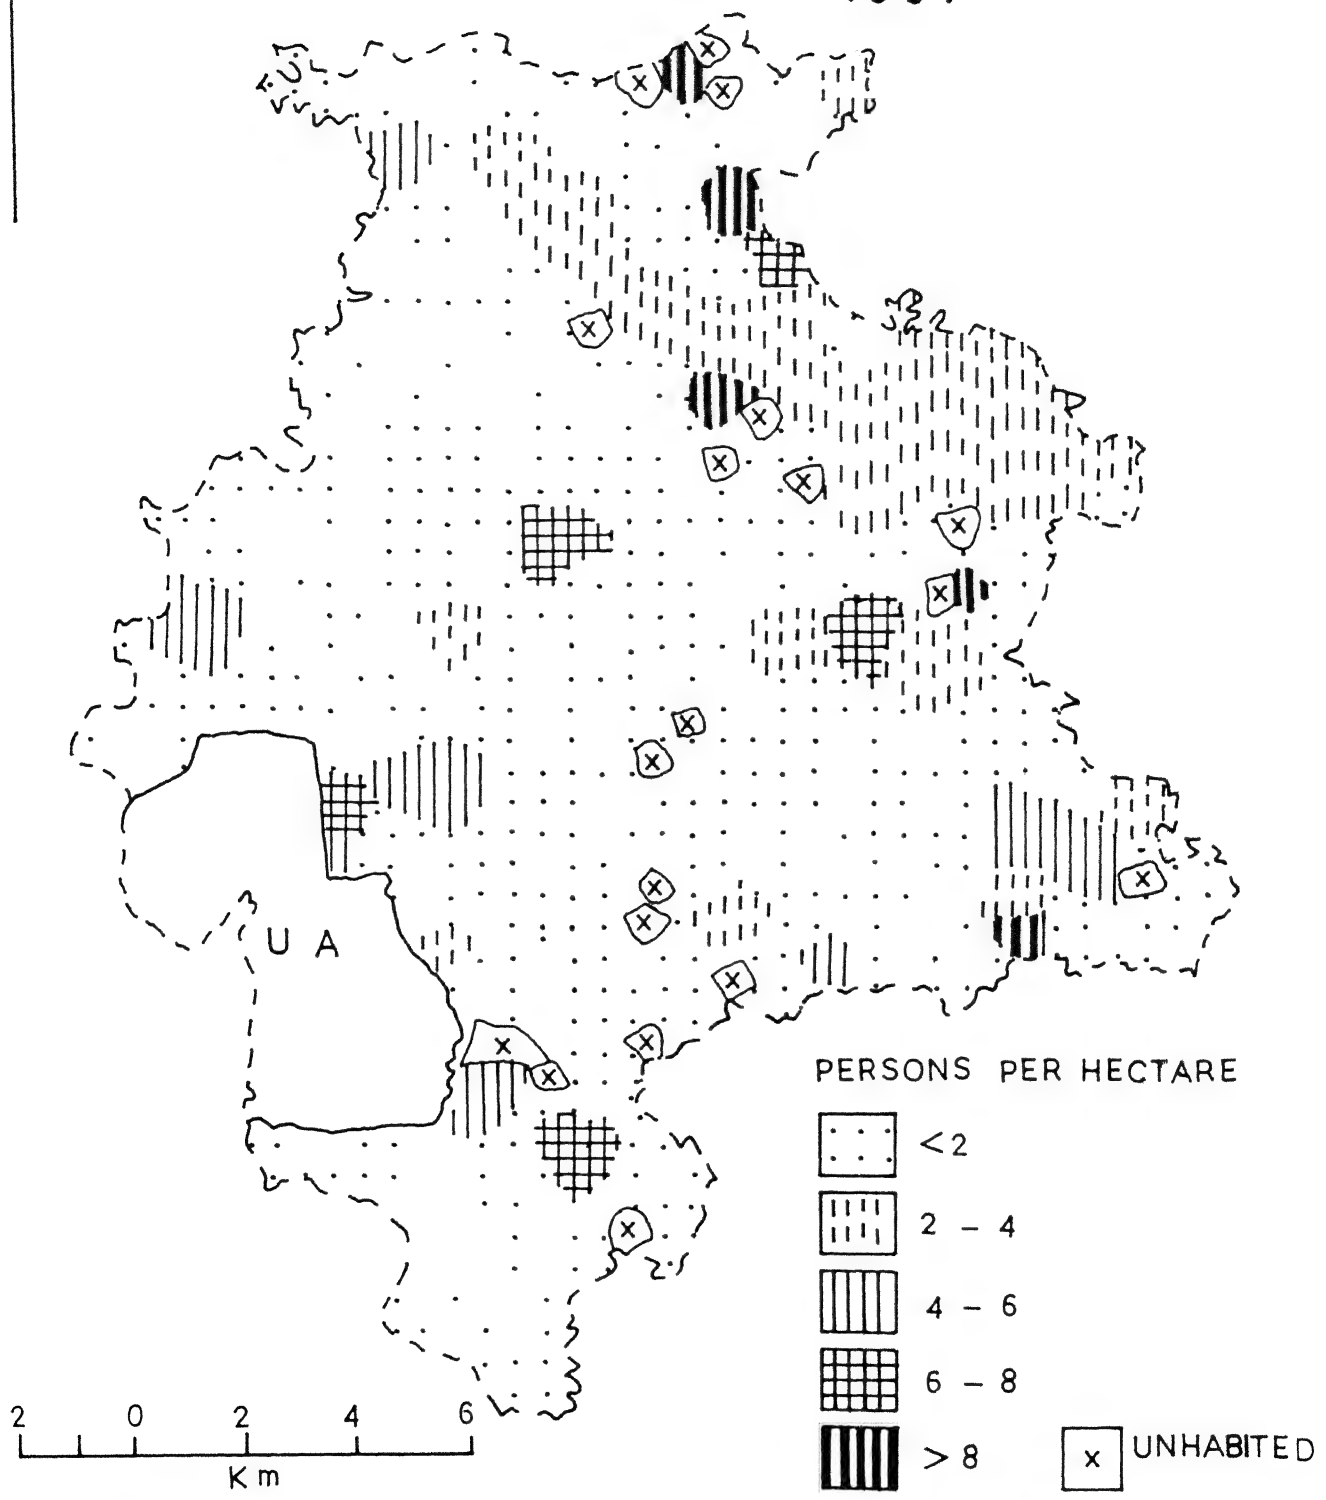 U A
PERSONS PER HECTARE
<2
2 – 4
4 – 6
6 – 8
> 8
x UNHABITED
2 0 2 4 6
Km